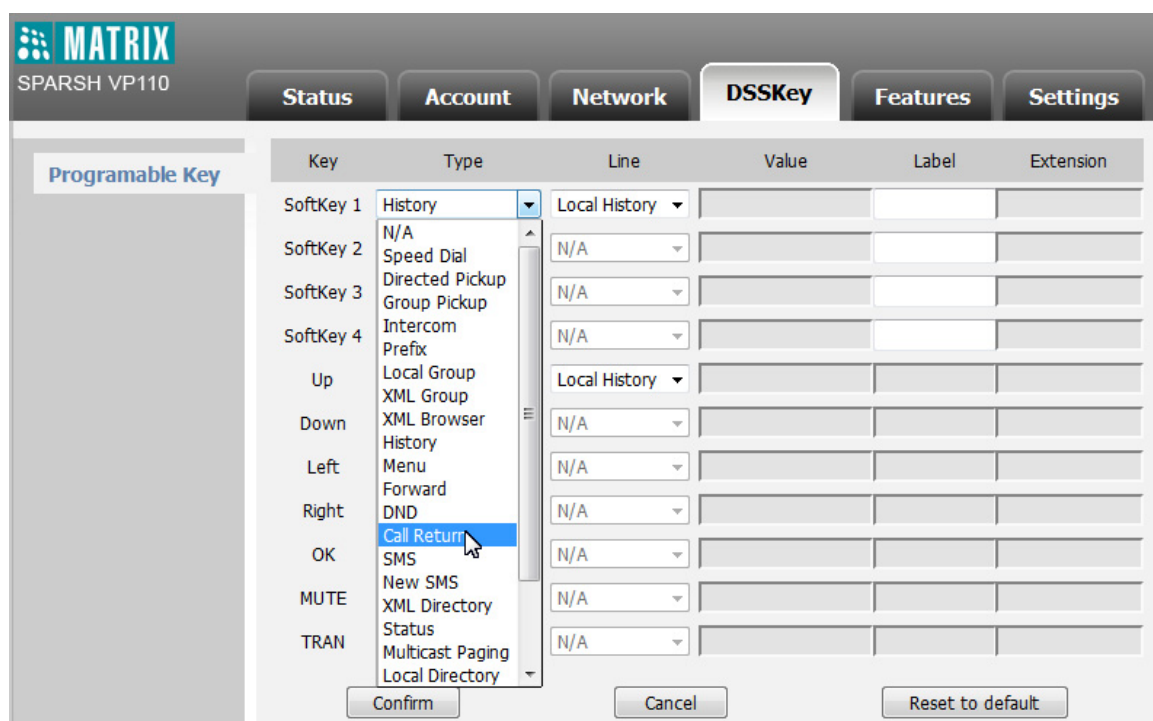 MATRIX
SPARSH VP110
Status Account Network DSSKey Features Settings
Programable Key
Key Type Line Value Label Extension
SoftKey 1 History Local History
N/A
Speed Dial
SoftKey 2 N/A
Directed Pickup
Group Pickup
SoftKey 3 N/A
Intercom
Prefix
SoftKey 4 N/A
Local Group
XML Group
Up Local History
XML Browser
History
Down N/A
Menu
Forward
Left N/A
DND
Call Return
Right N/A
SMS
New SMS
OK N/A
XML Directory
Status
MUTE N/A
Multicast Paging
Local Directory
TRAN N/A
Confirm Cancel Reset to default